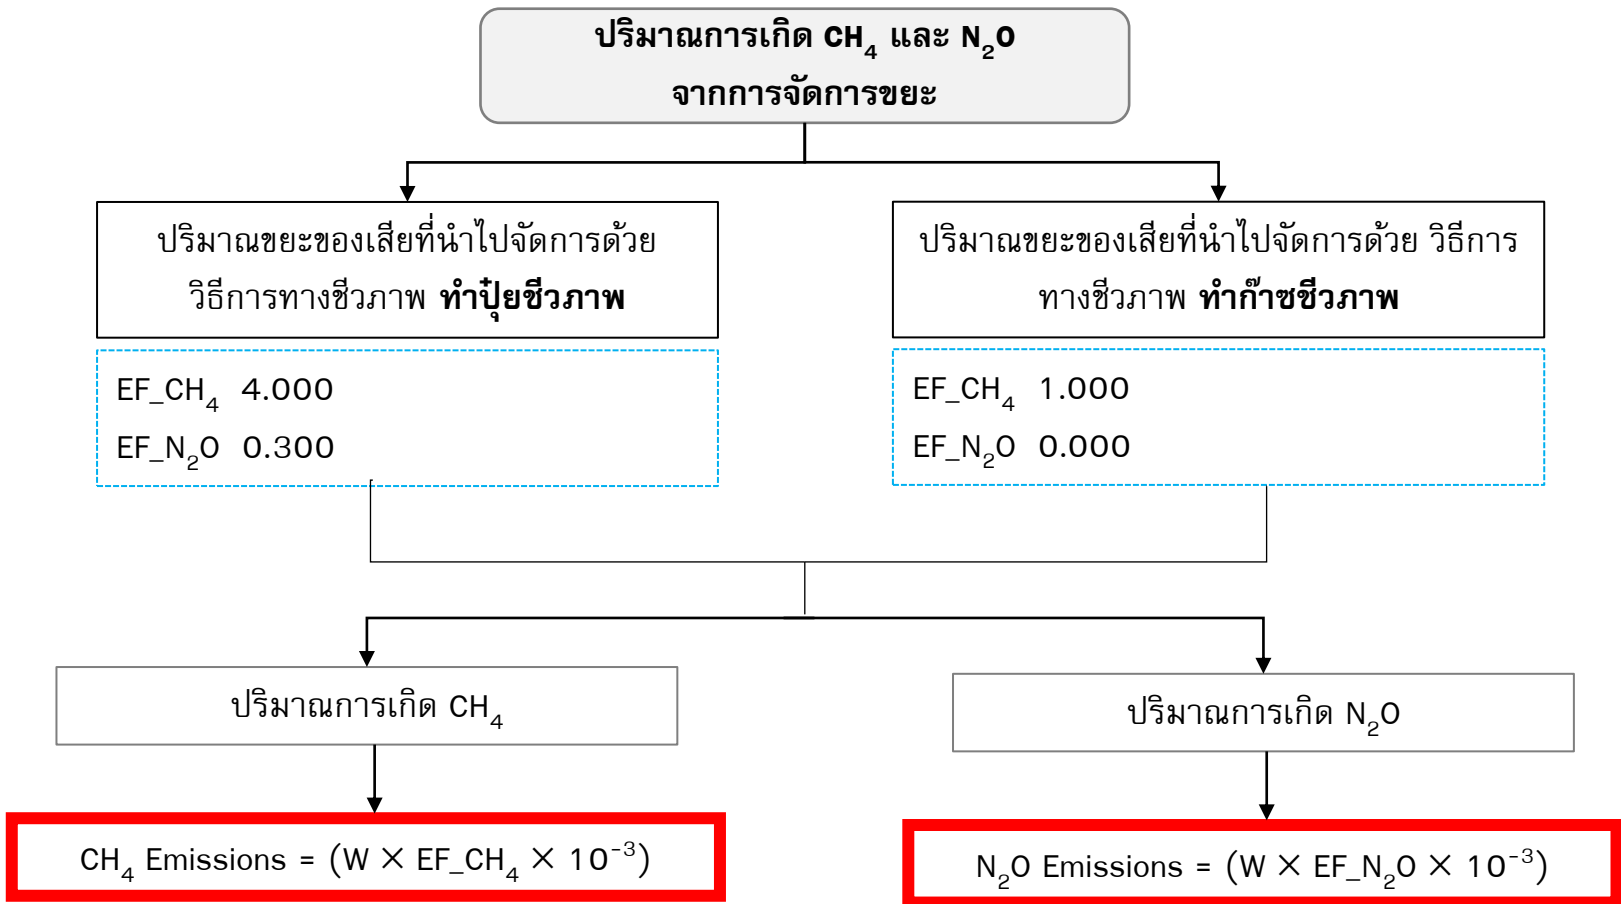 ปริมาณการเกิด CH₄ และ N₂O
จากการจัดการขยะ
ปริมาณขยะของเสียที่นำไปจัดการด้วย
วิธีการทางชีวภาพ ทำปุ๋ยชีวภาพ
EF_CH₄ 4.000
EF_N₂O 0.300
ปริมาณขยะของเสียที่นำไปจัดการด้วย วิธีการ
ทางชีวภาพ ทำก๊าซชีวภาพ
EF_CH₄ 1.000
EF_N₂O 0.000
ปริมาณการเกิด CH₄
ปริมาณการเกิด N₂O
CH₄ Emissions = (W × EF_CH₄ × 10⁻³)
N₂O Emissions = (W × EF_N₂O × 10⁻³)